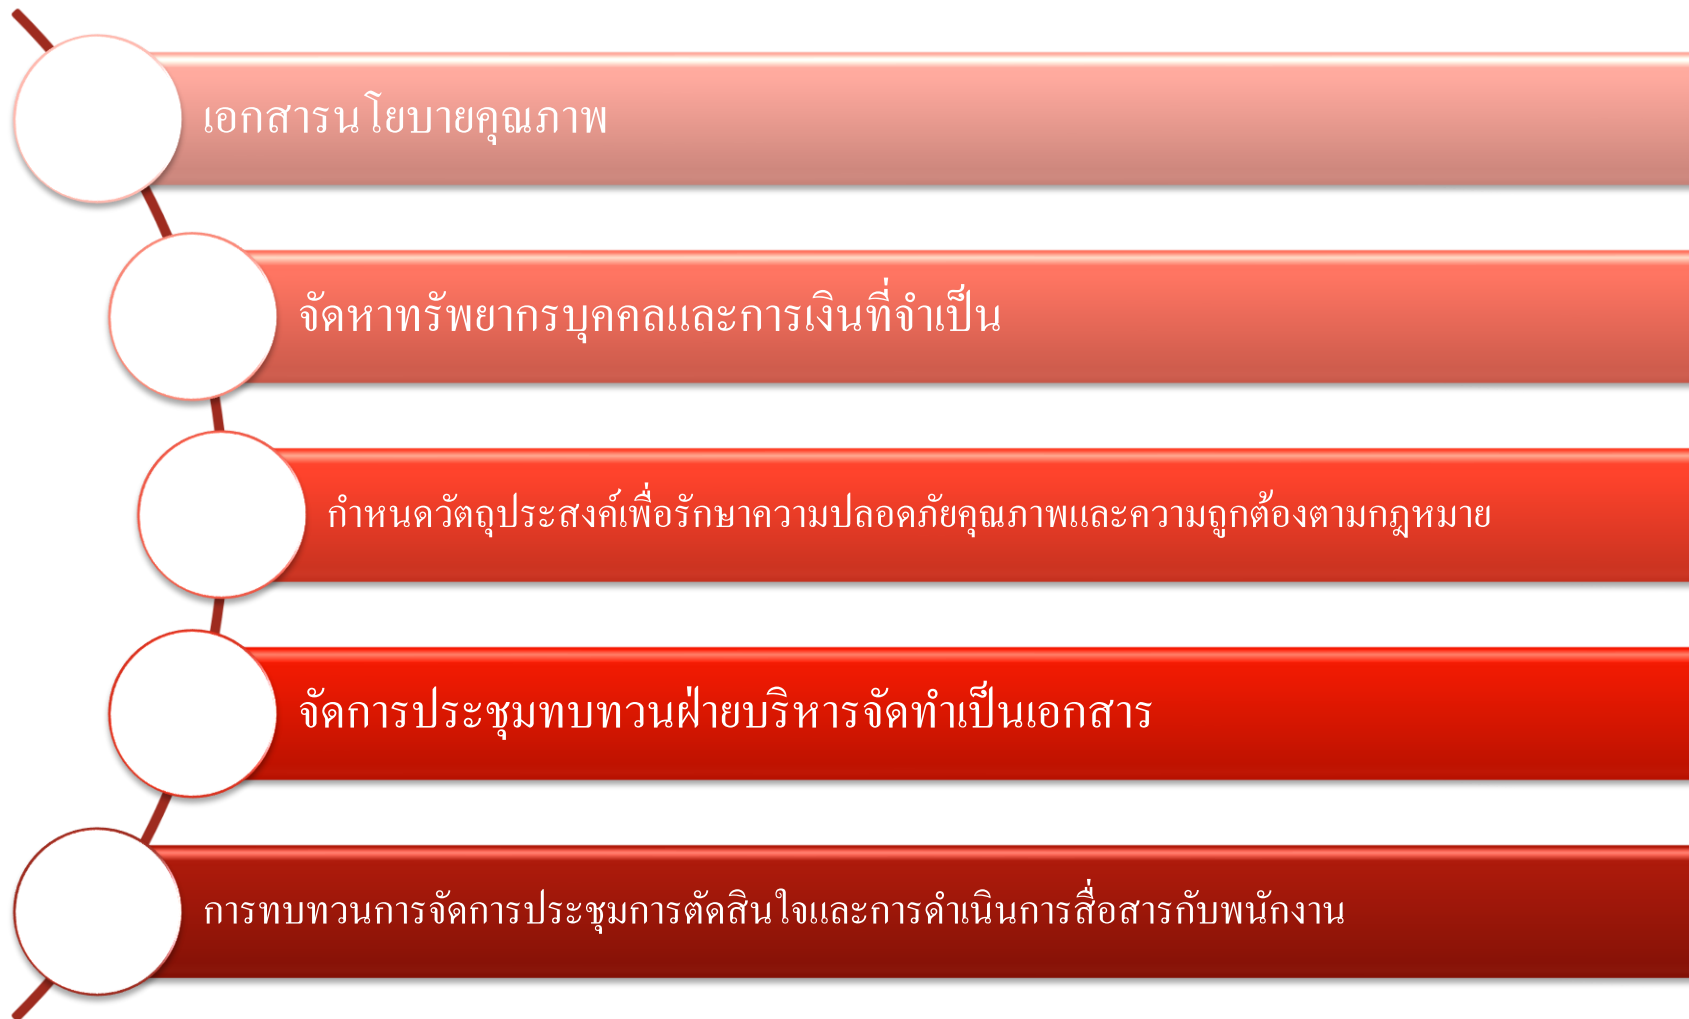 เอกสารนโยบายคุณภาพ
จัดหาทรัพยากรบุคคลและการเงินที่จำเป็น
กำหนดวัตถุประสงค์เพื่อรักษาความปลอดภัยคุณภาพและความถูกต้องตามกฎหมาย
จัดการประชุมทบทวนฝ่ายบริหารจัดทำเป็นเอกสาร
การทบทวนการจัดการประชุมการตัดสินใจและการดำเนินการสื่อสารกับพนักงาน